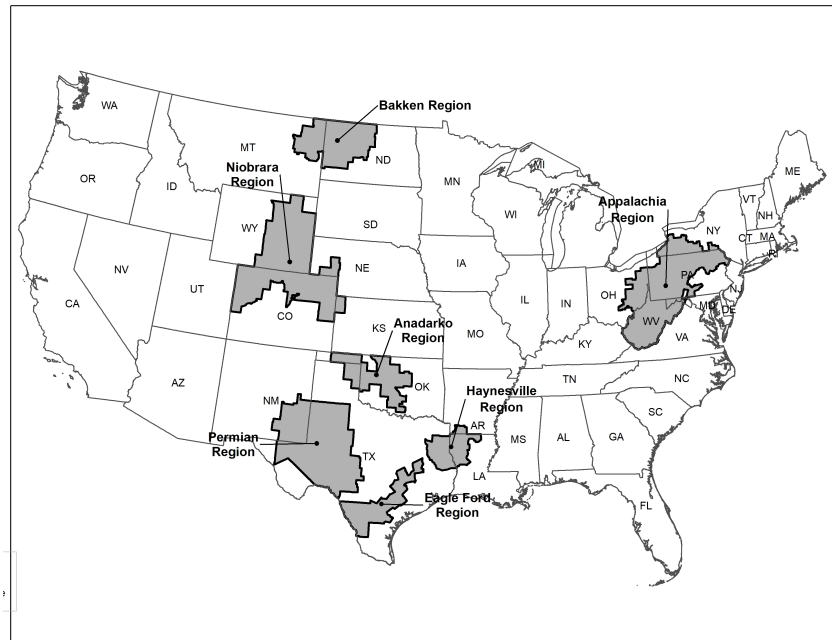 Bakken Region
WA
MT
ND
ME
MN
OR
ID
Niobrara
Region
MI
VT
NH
WY
SD
WI
Appalachia
Region
NY
CT
MA
RI
NE
IA
PA
NV
UT
OH
NJ
CA
CO
IL
IN
MD
DE
KS
Anadarko
Region
MO
WV
VA
KY
AZ
OK
TN
NC
NM
Haynesville
Region
AR
SC
Permian
Region
TX
MS
AL
GA
LA
Eagle Ford
Region
FL
e